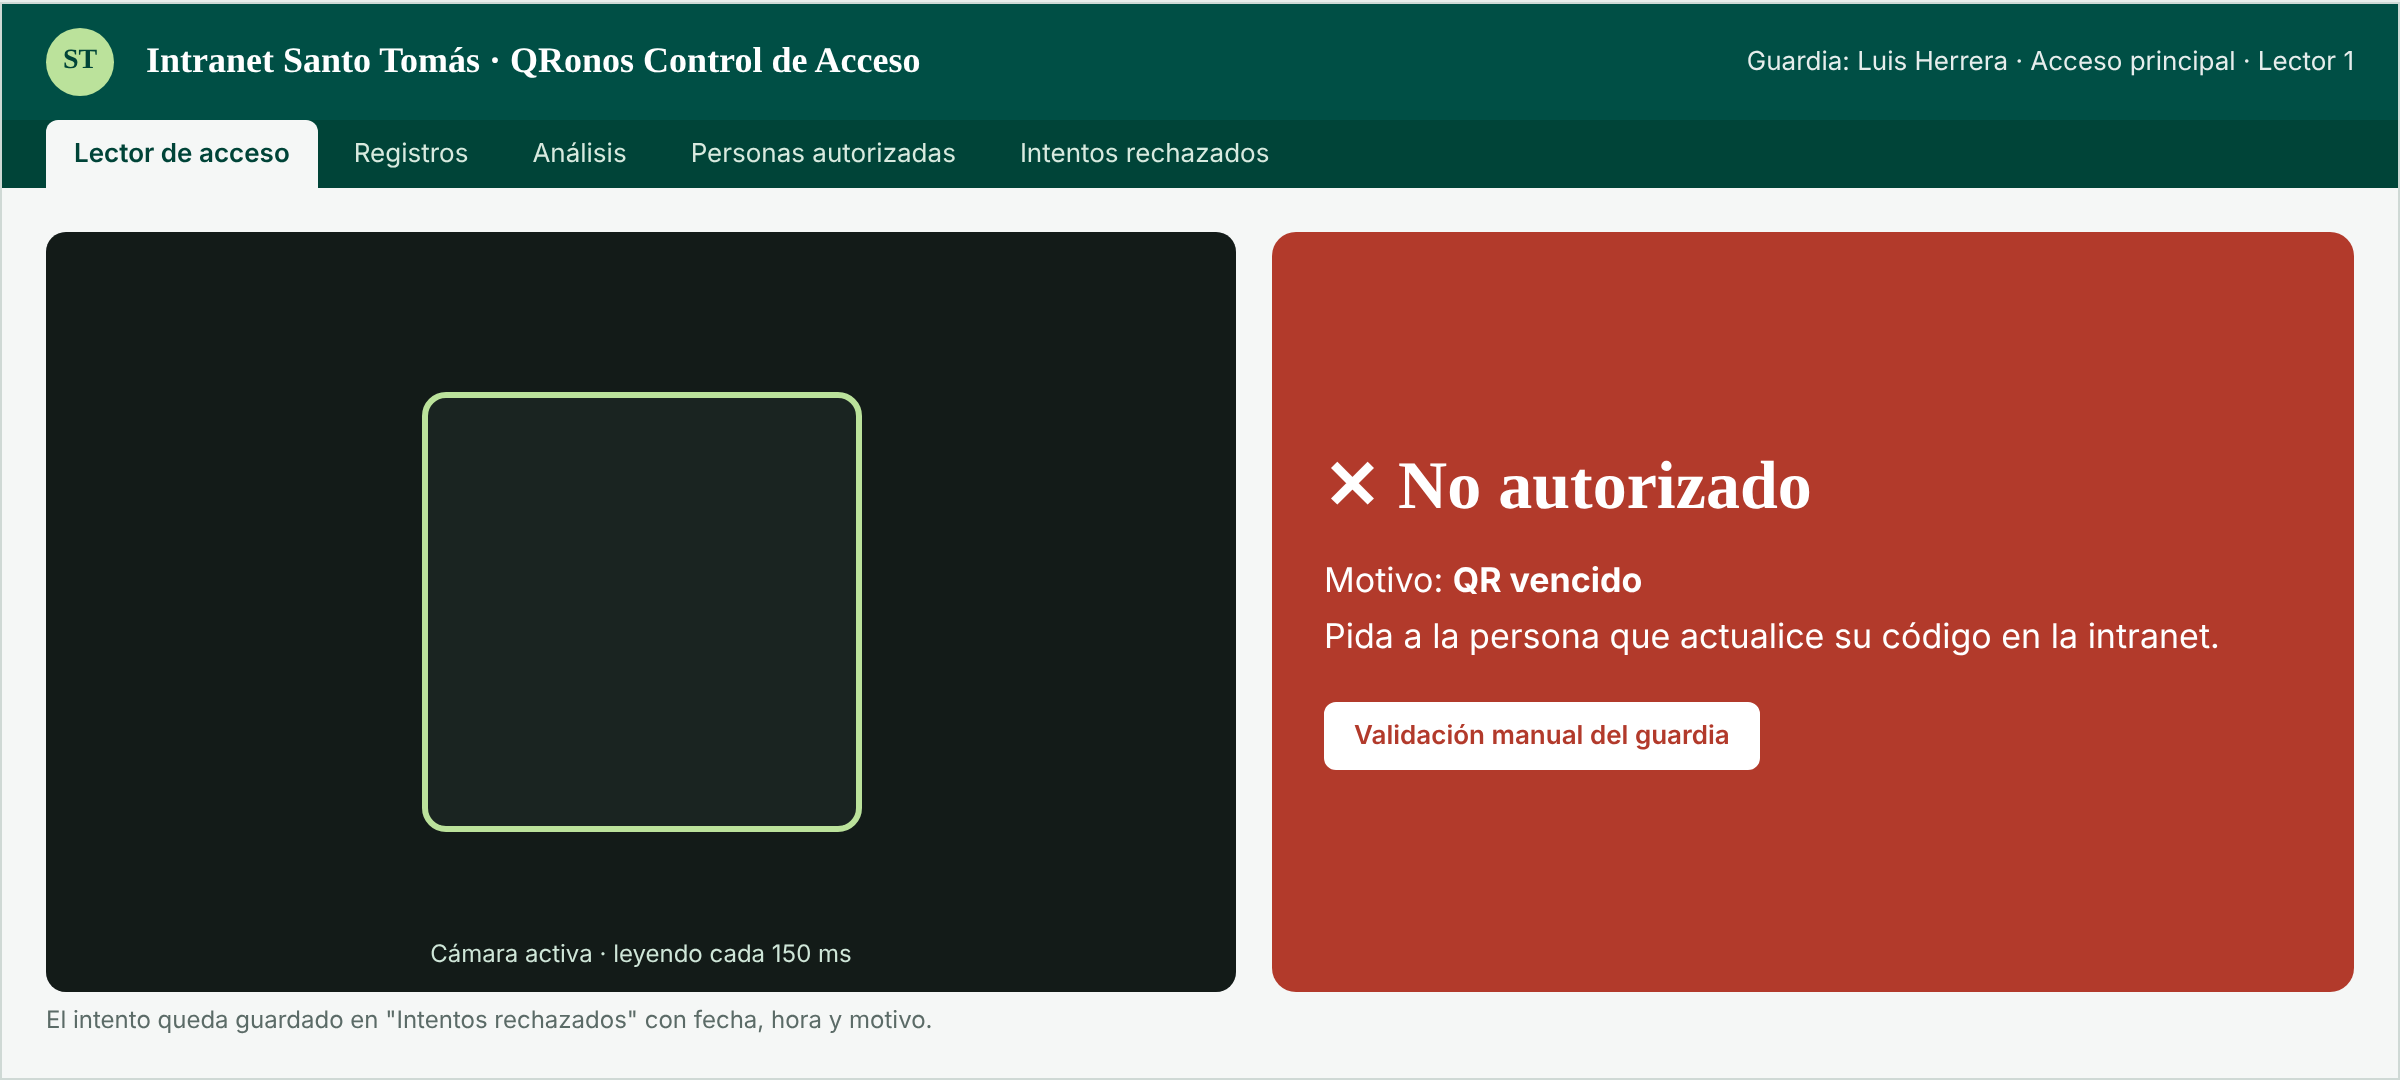 ST
Intranet Santo Tomás · QRonos Control de Acceso
Guardia: Luis Herrera · Acceso principal · Lector 1
Lector de acceso
Registros
Análisis
Personas autorizadas
Intentos rechazados
Cámara activa · leyendo cada 150 ms
✕ No autorizado
Motivo: QR vencido
Pida a la persona que actualice su código en la intranet.
Validación manual del guardia
El intento queda guardado en "Intentos rechazados" con fecha, hora y motivo.